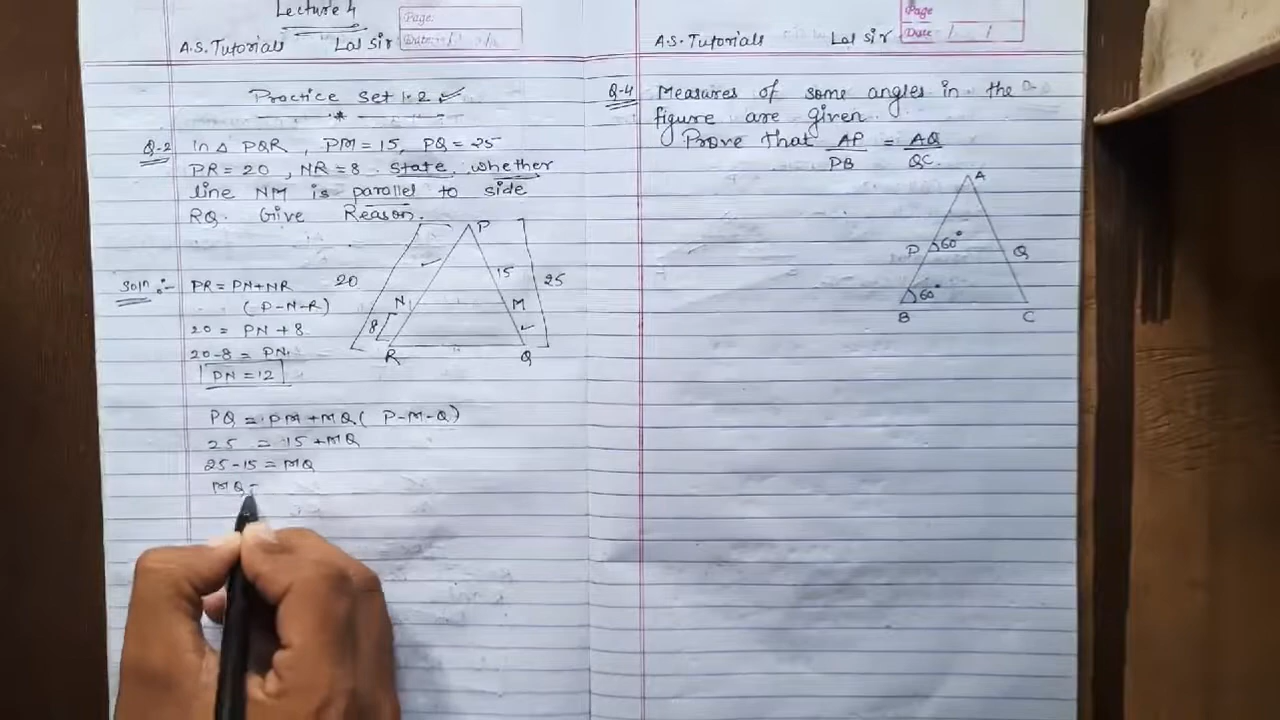 Lecture 4
A.S. Tutorials Lal Sir
Page:
Date: / /
Practice Set 1.2 ✓
Q-2 In △ PQR, PM = 15, PQ = 25
PR = 20, NR = 8. state, whether
line NM is parallel to side
RQ. Give Reason.
P
15
25
20
N
M
8
R
Q
Soln :- PR = PN + NR
(P-N-R)
20 = PN + 8
20 - 8 = PN
PN = 12
PQ = PM + MQ ( P-M-Q)
25 = 15 + MQ
25 - 15 = MQ
MQ =
A.S. Tutorials Lal Sir
Page
Date / /
Q-4 Measures of some angles in the
figure are given.
Prove that AP/PB = AQ/QC.
A
P 60° Q
60°
B C